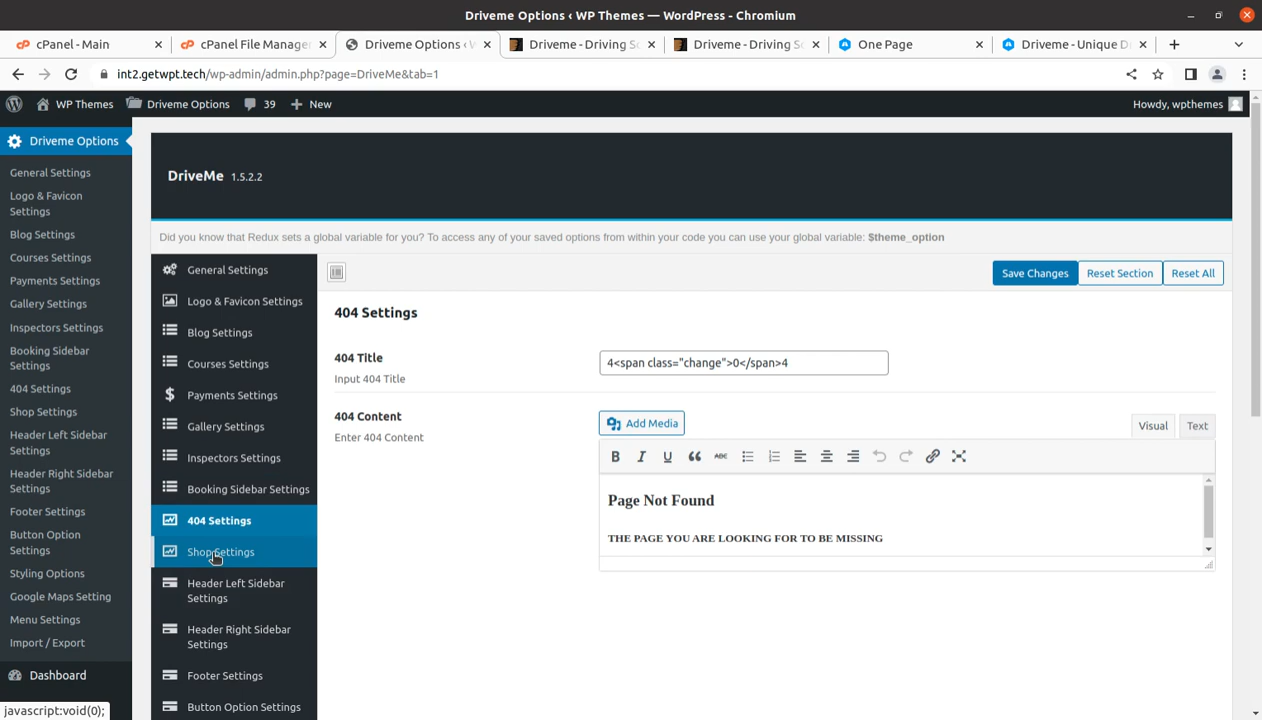 Driveme Options ‹ WP Themes — WordPress - Chromium
cPanel - Main
cPanel File Manage
Driveme Options ‹ W
Driveme - Driving Sc
Driveme - Driving Sc
One Page
Driveme - Unique D
int2.getwpt.tech/wp-admin/admin.php?page=DriveMe&tab=1
WP Themes
Driveme Options
39
New
Howdy, wpthemes
Driveme Options
General Settings
Logo & Favicon
Settings
Blog Settings
Courses Settings
Payments Settings
Gallery Settings
Inspectors Settings
Booking Sidebar
Settings
404 Settings
Shop Settings
Header Left Sidebar
Settings
Header Right Sidebar
Settings
Footer Settings
Button Option
Settings
Styling Options
Google Maps Setting
Menu Settings
Import / Export
Dashboard
javascript:void(0);
DriveMe 1.5.2.2
Did you know that Redux sets a global variable for you? To access any of your saved options from within your code you can use your global variable: $theme_option
General Settings
Logo & Favicon Settings
Blog Settings
Courses Settings
Payments Settings
Gallery Settings
Inspectors Settings
Booking Sidebar Settings
404 Settings
Shop Settings
Header Left Sidebar
Settings
Header Right Sidebar
Settings
Footer Settings
Button Option Settings
Save Changes
Reset Section
Reset All
404 Settings
404 Title
Input 404 Title
4<span class="change">0</span>4
404 Content
Enter 404 Content
Add Media
Visual
Text
B I U ABC
Page Not Found
THE PAGE YOU ARE LOOKING FOR TO BE MISSING